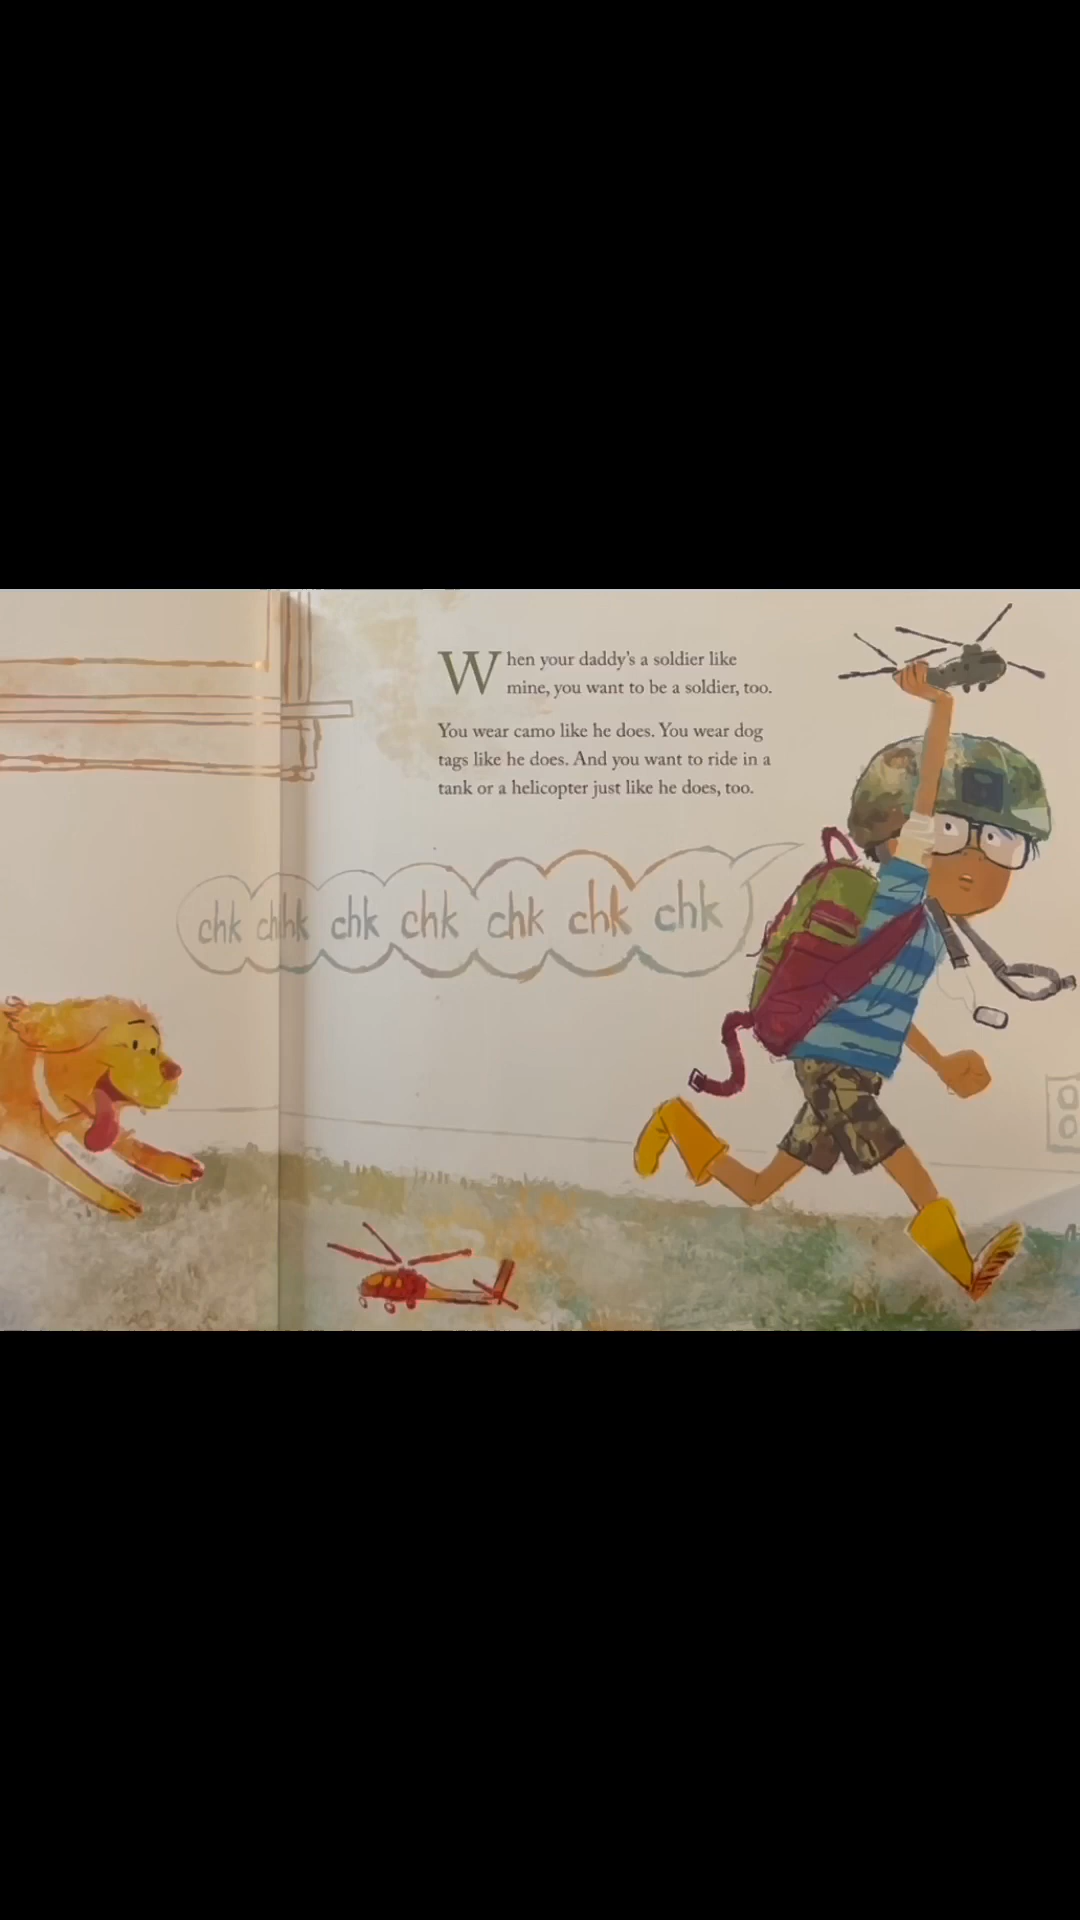 When your daddy's a soldier like
mine, you want to be a soldier, too.
You wear camo like he does. You wear dog
tags like he does. And you want to ride in a
tank or a helicopter just like he does, too.
chk chk chk chk chk chk chk